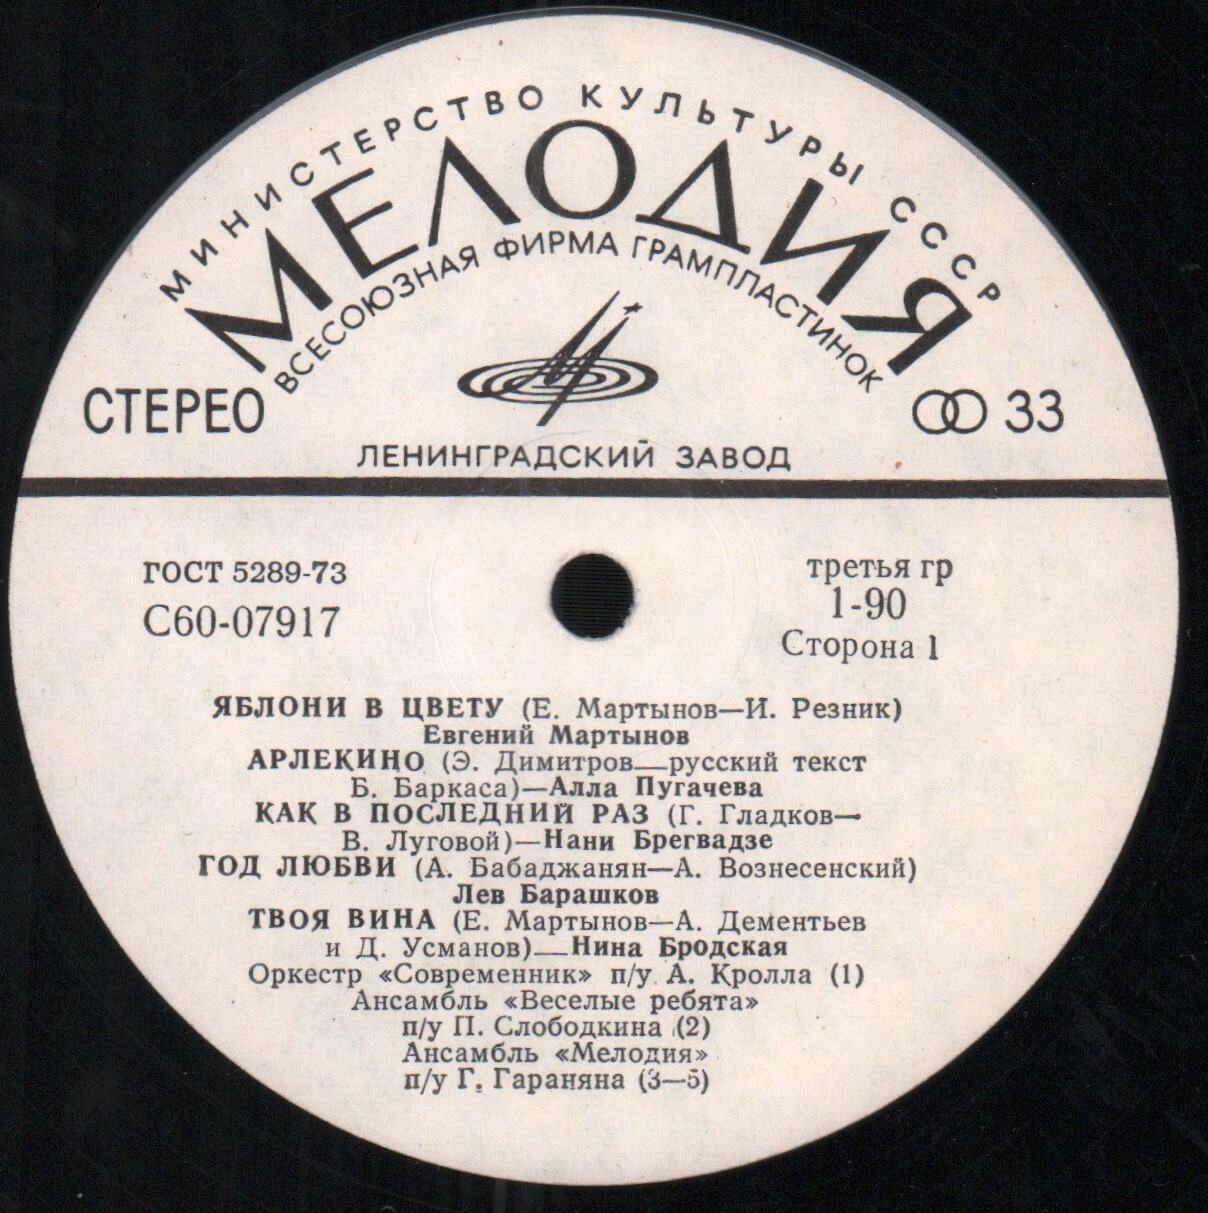 МИНИСТЕРСТВО КУЛЬТУРЫ СССР
МЕЛОДИЯ
ВСЕСОЮЗНАЯ ФИРМА ГРАМПЛАСТИНОК
СТЕРЕО
33
ЛЕНИНГРАДСКИЙ ЗАВОД
ГОСТ 5289-73
С60-07917
третья гр
1-90
Сторона 1
ЯБЛОНИ В ЦВЕТУ (Е. Мартынов—И. Резник)
Евгений Мартынов
АРЛЕКИНО (Э. Димитров—русский текст
Б. Баркаса)—Алла Пугачева
КАК В ПОСЛЕДНИЙ РАЗ (Г. Гладков—
В. Луговой)—Нани Брегвадзе
ГОД ЛЮБВИ (А. Бабаджанян—А. Вознесенский)
Лев Барашков
ТВОЯ ВИНА (Е. Мартынов—А. Дементьев
и Д. Усманов)—Нина Бродская
Оркестр «Современник» п/у А. Кролла (1)
Ансамбль «Веселые ребята»
п/у П. Слободкина (2)
Ансамбль «Мелодия»
п/у Г. Гараняна (3—5)